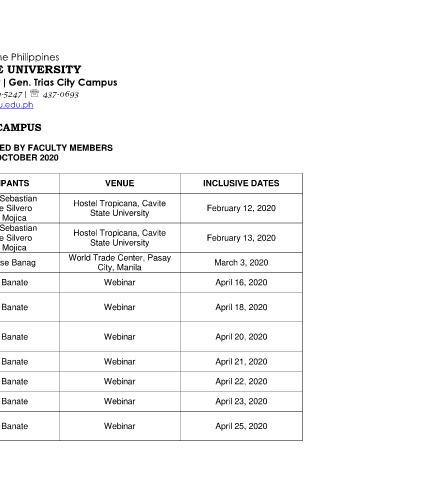 ne Philippines
E UNIVERSITY
| Gen. Trias City Campus
-5247 | ☏ 437-0693
u.edu.ph
CAMPUS
ED BY FACULTY MEMBERS
OCTOBER 2020
IPANTS VENUE INCLUSIVE DATES
Sebastian
e Silvero
Mojica
Hostel Tropicana, Cavite
State University
February 12, 2020
Sebastian
e Silvero
Mojica
Hostel Tropicana, Cavite
State University
February 13, 2020
se Banag
World Trade Center, Pasay
City, Manila
March 3, 2020
Banate Webinar April 16, 2020
Banate Webinar April 18, 2020
Banate Webinar April 20, 2020
Banate Webinar April 21, 2020
Banate Webinar April 22, 2020
Banate Webinar April 23, 2020
Banate Webinar April 25, 2020